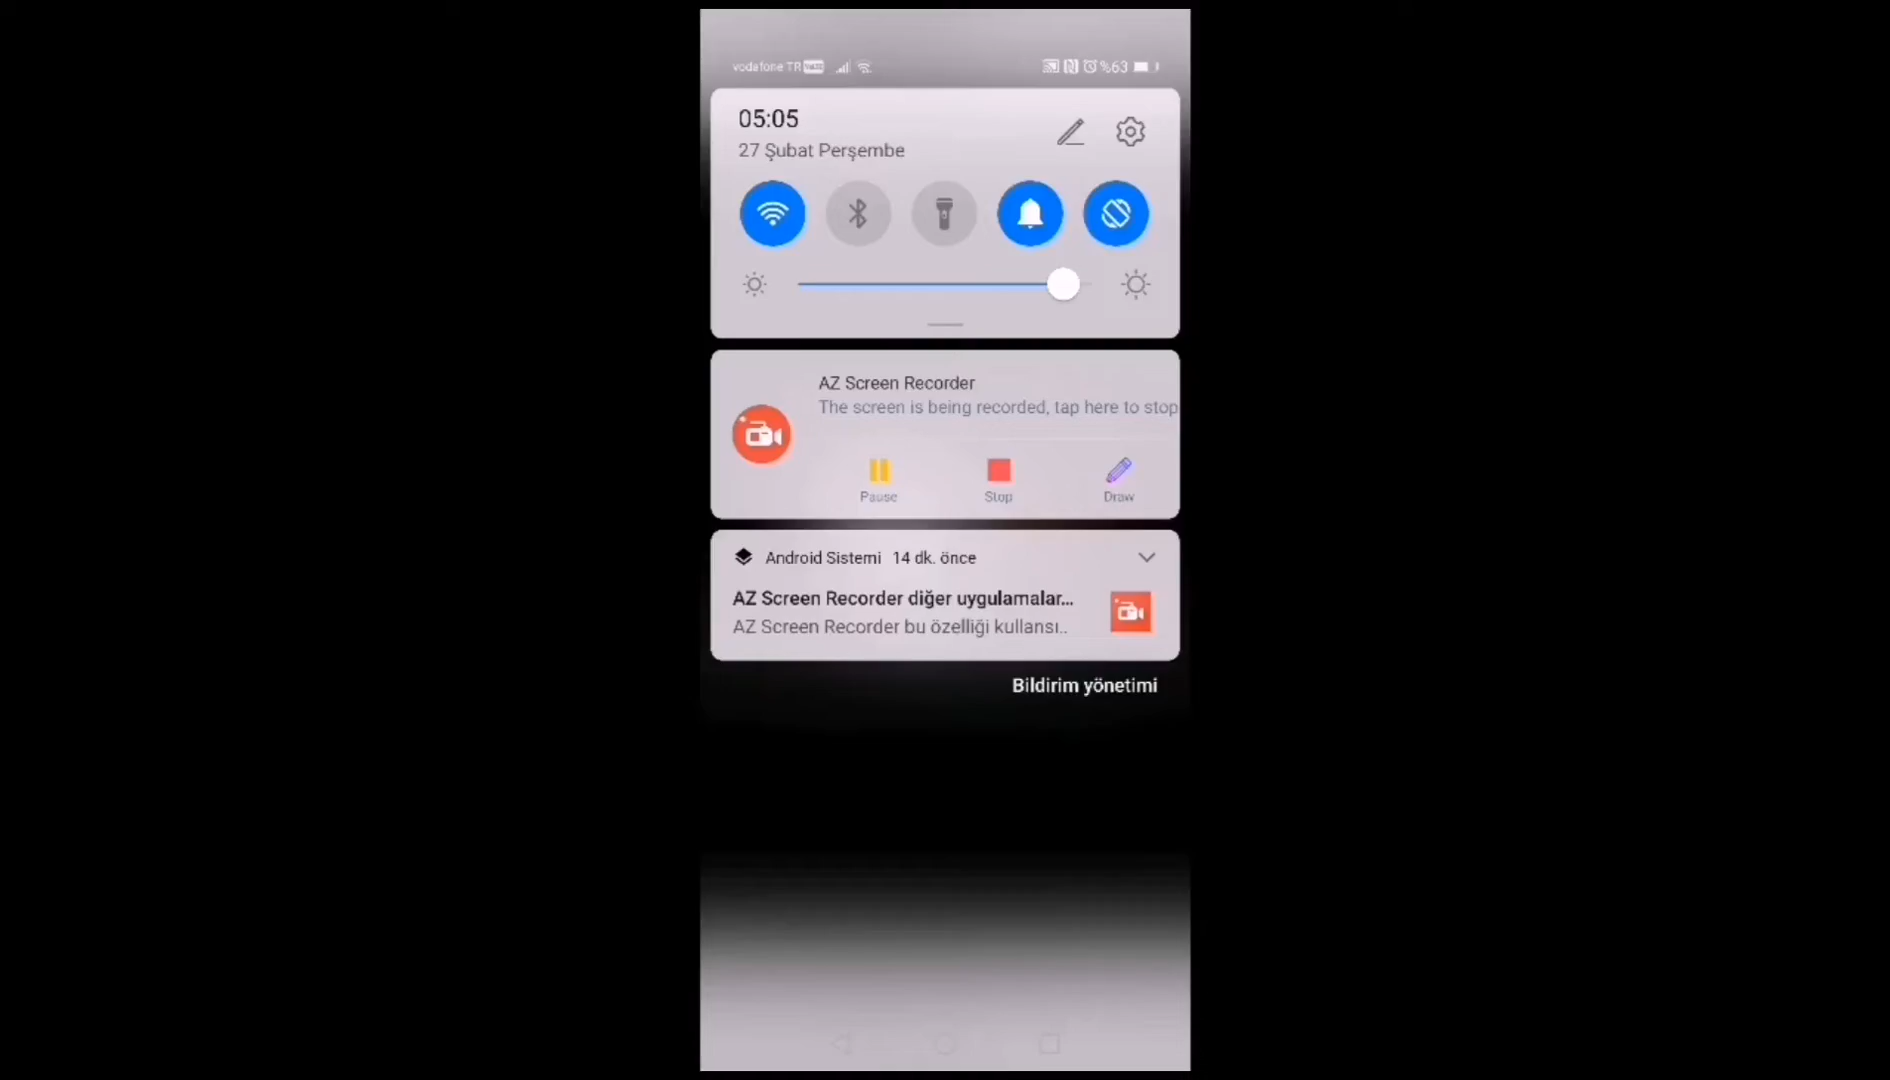 vodafone TR %63
05:05
27 Şubat Perşembe
AZ Screen Recorder
The screen is being recorded, tap here to stop
Pause Stop Draw
Android Sistemi 14 dk. önce
AZ Screen Recorder diğer uygulamalar...
AZ Screen Recorder bu özelliği kullansı..
Bildirim yönetimi